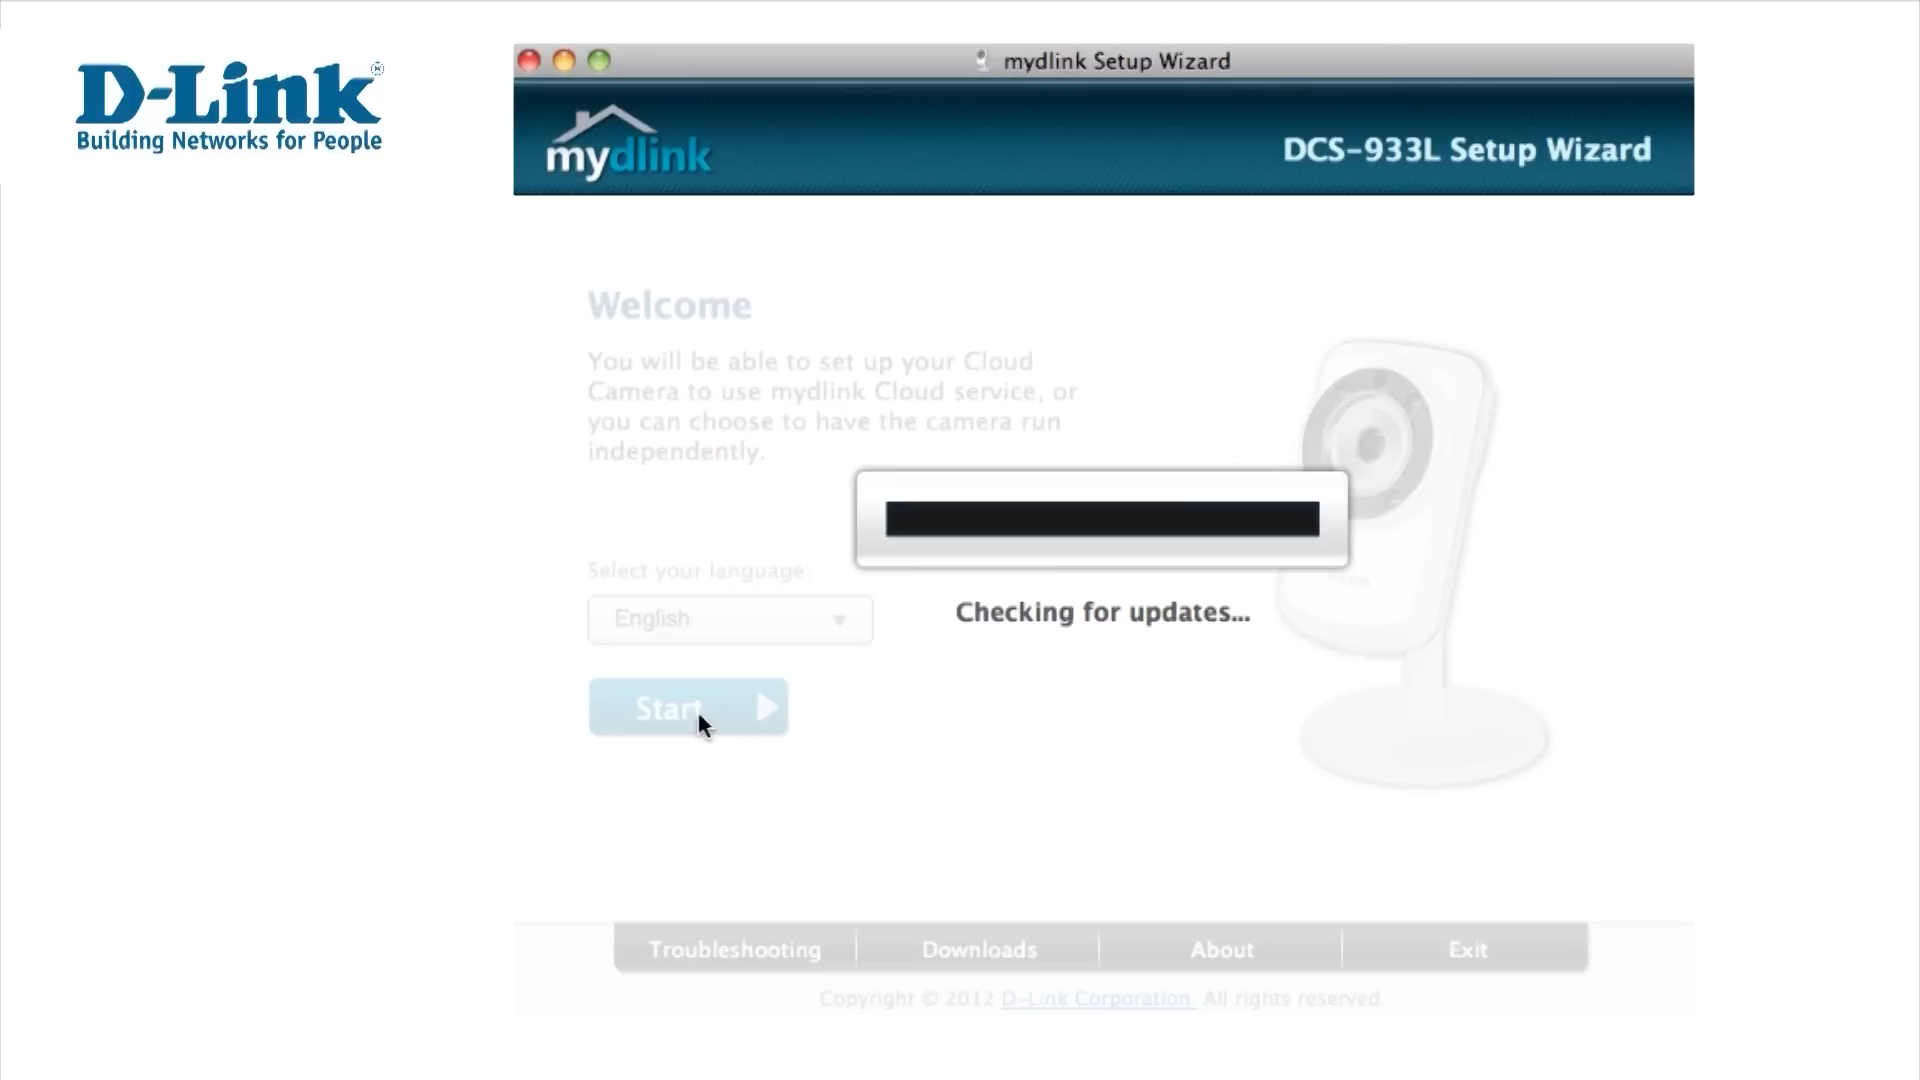 D-Link®
Building Networks for People
mydlink Setup Wizard
mydlink
DCS-933L Setup Wizard
Welcome
You will be able to set up your Cloud
Camera to use mydlink Cloud service, or
you can choose to have the camera run
independently.
Select your language:
English
Checking for updates...
Start
Troubleshooting
Downloads
About
Exit
Copyright © 2012 D-Link Corporation. All rights reserved.